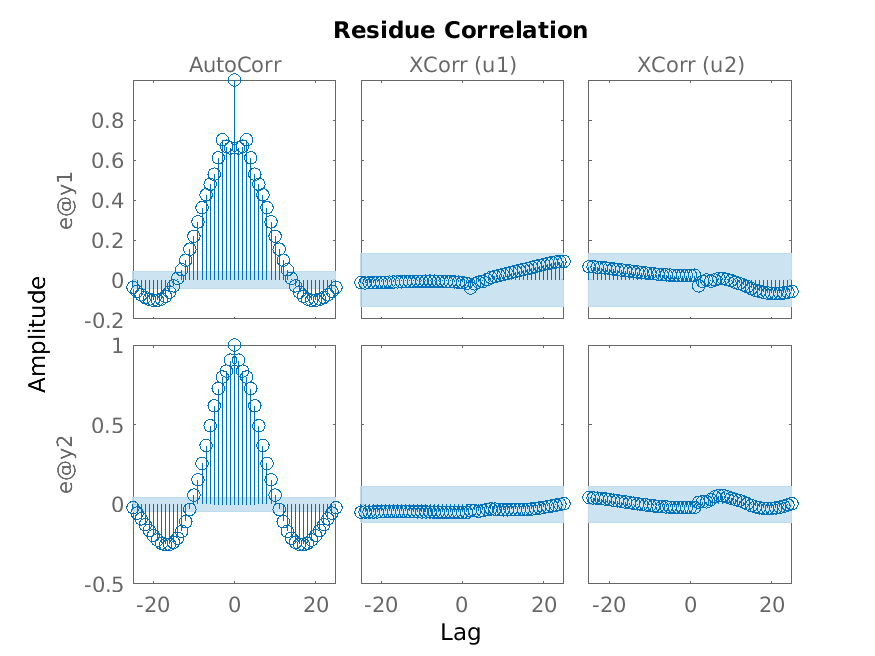 Residue Correlation
AutoCorr
XCorr (u1)
XCorr (u2)
e@y1
0.8
0.6
0.4
0.2
0
-0.2
Amplitude
e@y2
1
0.5
0
-0.5
-20 0 20
-20 0 20
-20 0 20
Lag